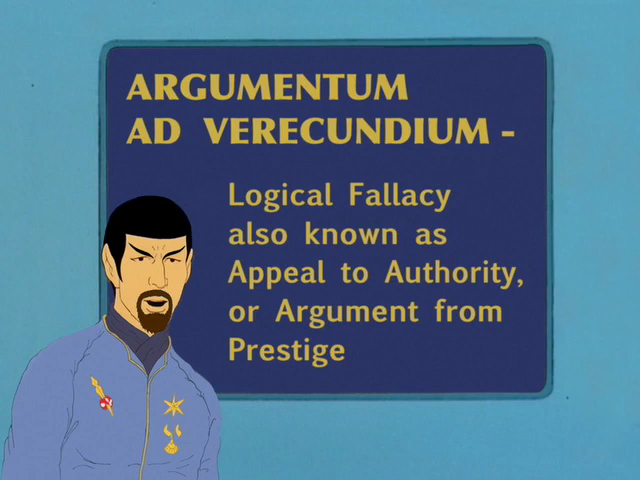 ARGUMENTUM
AD VERECUNDIUM -
Logical Fallacy
also known as
Appeal to Authority,
or Argument from
Prestige